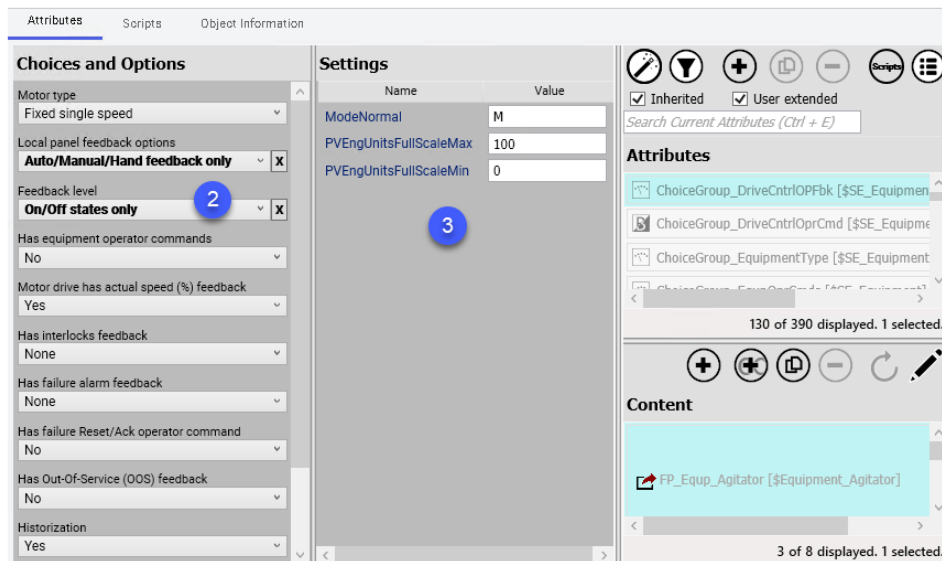 Attributes
Scripts
Object Information
Choices and Options
Motor type
Fixed single speed
Local panel feedback options
Auto/Manual/Hand feedback only
X
Feedback level
On/Off states only
X
2
Has equipment operator commands
No
Motor drive has actual speed (%) feedback
Yes
Has interlocks feedback
None
Has failure alarm feedback
None
Has failure Reset/Ack operator command
No
Has Out-Of-Service (OOS) feedback
No
Historization
Yes
Settings
Name Value
ModeNormal M
PVEngUnitsFullScaleMax 100
PVEngUnitsFullScaleMin 0
3
Scripts
Inherited User extended
Search Current Attributes (Ctrl + E)
Attributes
ChoiceGroup_DriveCntrlOPFbk [$SE_Equipmen
ChoiceGroup_DriveCntrlOprCmd [$SE_Equipme
ChoiceGroup_EquipmentType [$SE_Equipment
130 of 390 displayed. 1 selected.
Content
FP_Equp_Agitator [$Equipment_Agitator]
3 of 8 displayed. 1 selected.